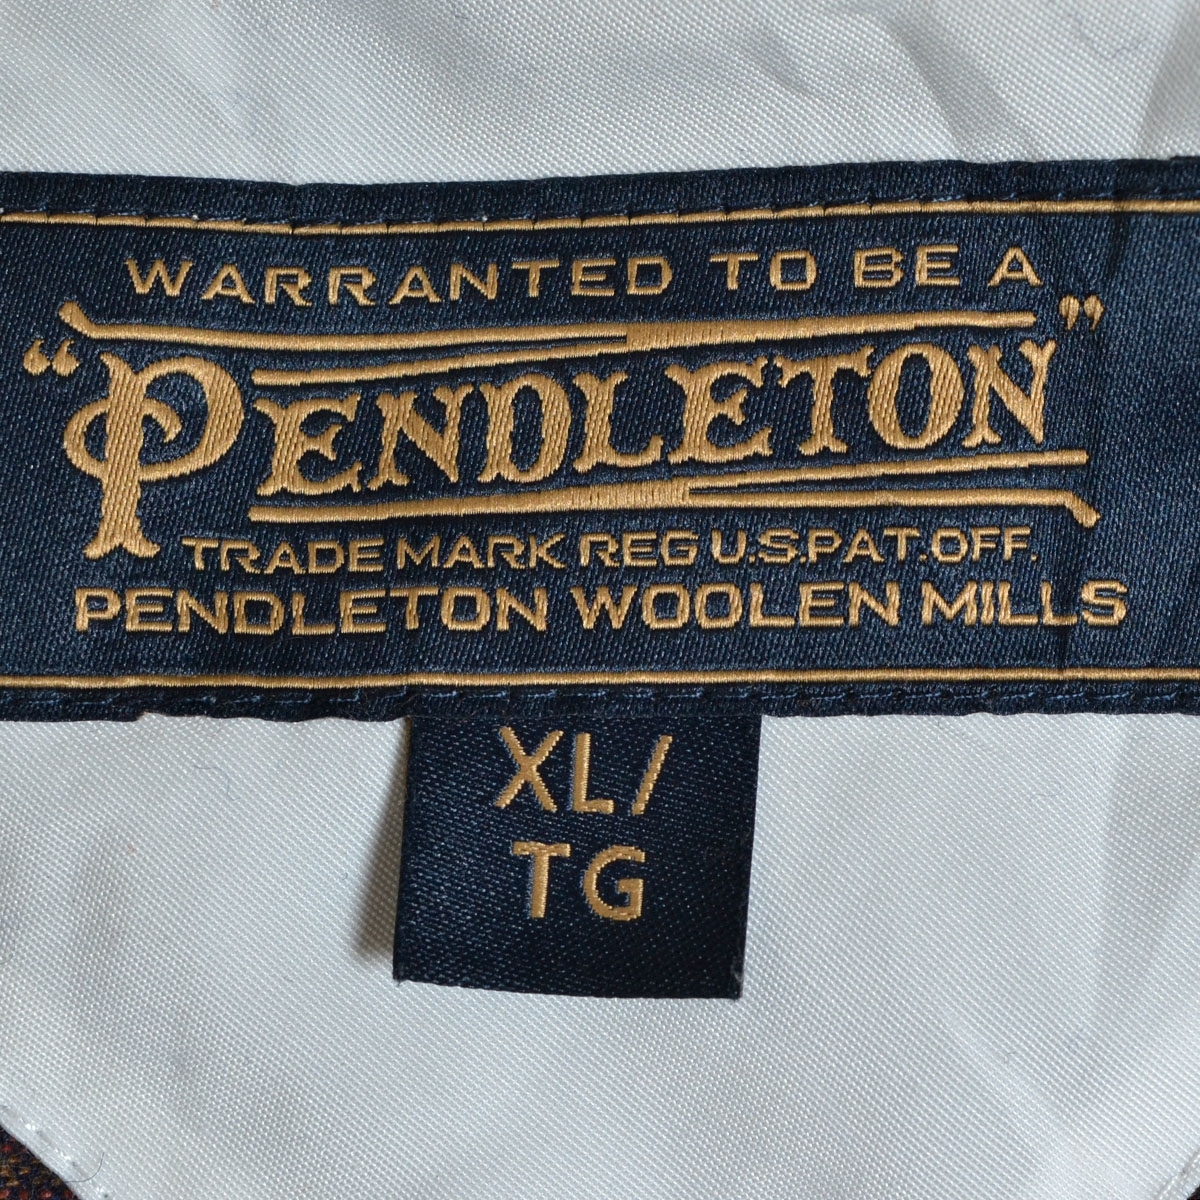 WARRANTED TO BE A
“PENDLETON”
TRADE MARK REG U.S.PAT.OFF.
PENDLETON WOOLEN MILLS
XL/
TG